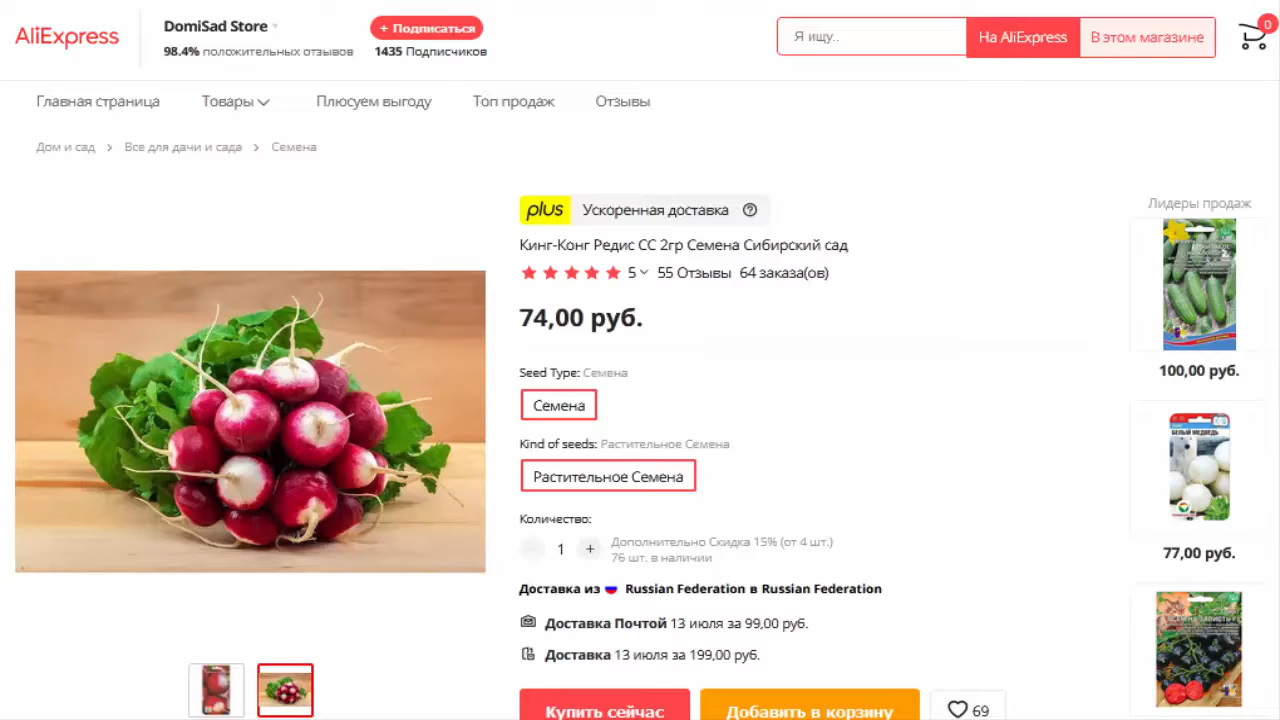 AliExpress
DomiSad Store
98.4% положительных отзывов
+ Подписаться
1435 Подписчиков
Я ищу..
На AliExpress
В этом магазине
0
Главная страница
Товары
Плюсуем выгоду
Топ продаж
Отзывы
Дом и сад > Все для дачи и сада > Семена
plus Ускоренная доставка
Кинг-Конг Редис СС 2гр Семена Сибирский сад
5 55 Отзывы 64 заказа(ов)
74,00 руб.
Seed Type: Семена
Семена
Kind of seeds: Растительное Семена
Растительное Семена
Количество:
1 +
Дополнительно Скидка 15% (от 4 шт.)
76 шт. в наличии
Доставка из Russian Federation в Russian Federation
Доставка Почтой 13 июля за 99,00 руб.
Доставка 13 июля за 199,00 руб.
Купить сейчас
Добавить в корзину
69
Лидеры продаж
100,00 руб.
БЕЛЫЙ МЕДВЕДЬ
77,00 руб.